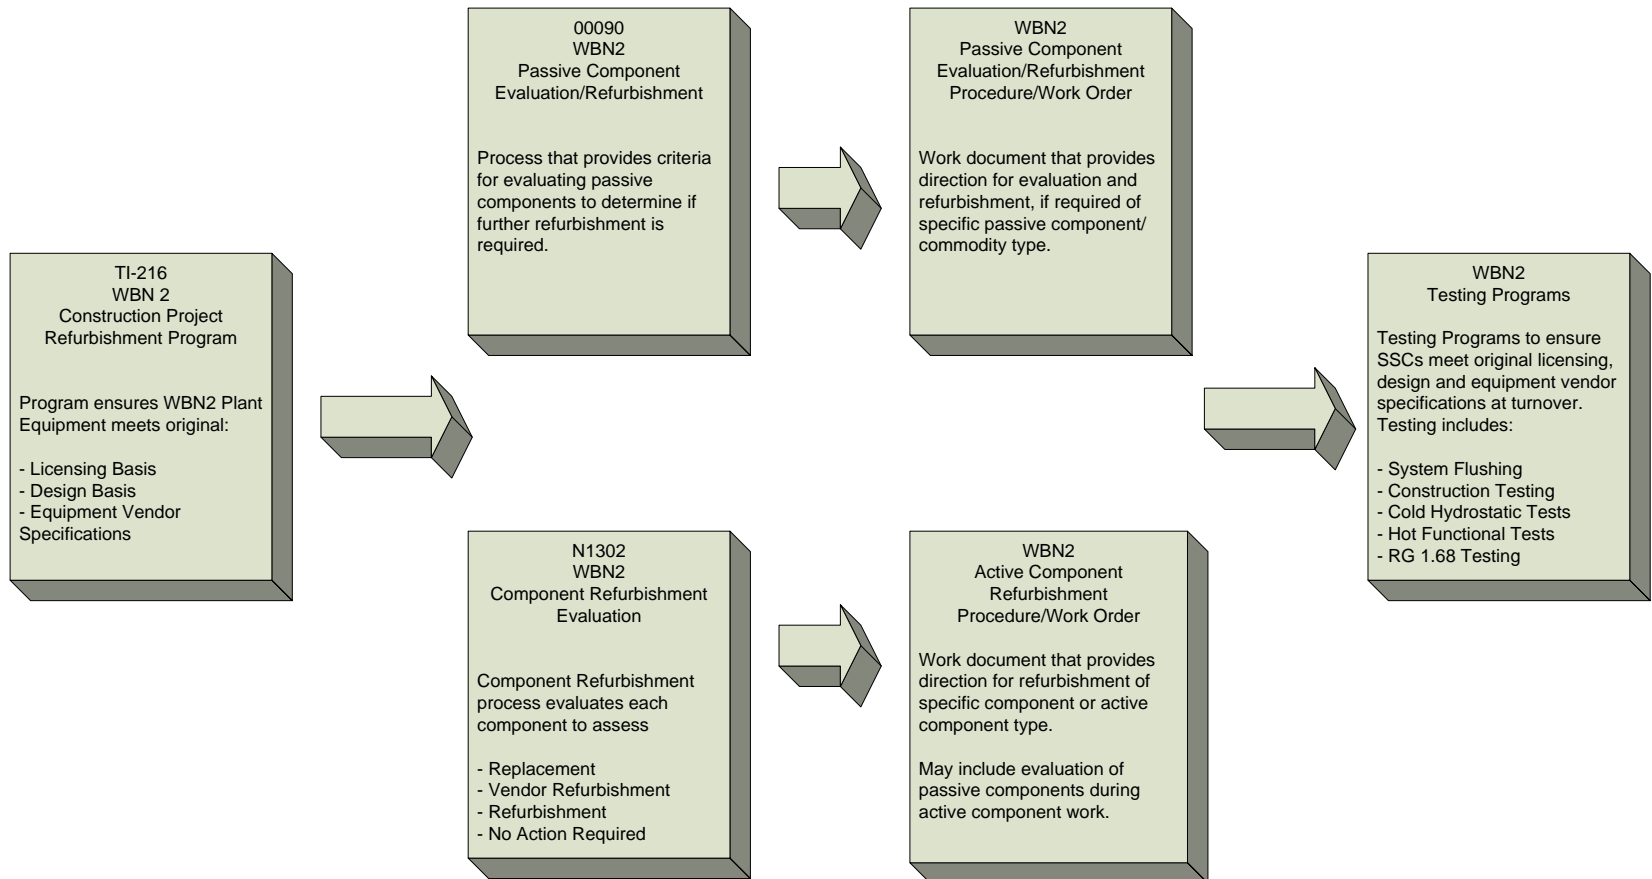 TI-216
WBN 2
Construction Project
Refurbishment Program
Program ensures WBN2 Plant
Equipment meets original:
- Licensing Basis
- Design Basis
- Equipment Vendor
Specifications
00090
WBN2
Passive Component
Evaluation/Refurbishment
Process that provides criteria
for evaluating passive
components to determine if
further refurbishment is
required.
WBN2
Passive Component
Evaluation/Refurbishment
Procedure/Work Order
Work document that provides
direction for evaluation and
refurbishment, if required of
specific passive component/
commodity type.
N1302
WBN2
Component Refurbishment
Evaluation
Component Refurbishment
process evaluates each
component to assess
- Replacement
- Vendor Refurbishment
- Refurbishment
- No Action Required
WBN2
Active Component
Refurbishment
Procedure/Work Order
Work document that provides
direction for refurbishment of
specific component or active
component type.
May include evaluation of
passive components during
active component work.
WBN2
Testing Programs
Testing Programs to ensure
SSCs meet original licensing,
design and equipment vendor
specifications at turnover.
Testing includes:
- System Flushing
- Construction Testing
- Cold Hydrostatic Tests
- Hot Functional Tests
- RG 1.68 Testing